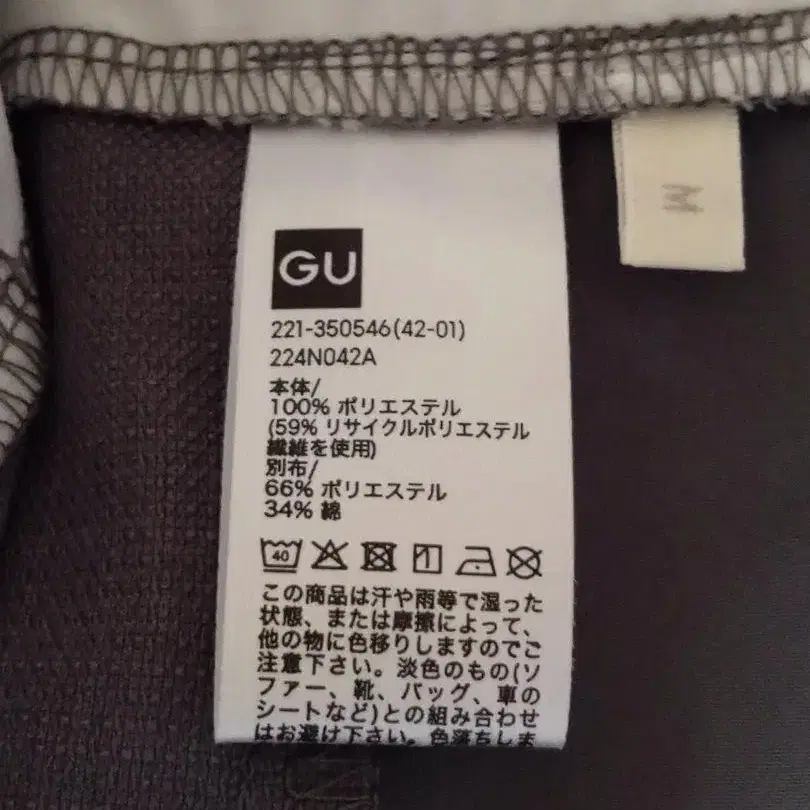 GU
M
221-350546(42-01)
224N042A
本体/
100% ポリエステル
(59% リサイクルポリエステル
繊維を使用)
別布/
66% ポリエステル
34% 綿
40
この商品は汗や雨等で湿った
状態、または摩擦によって、
他の物に色移りしますのでご
注意下さい。淡色のもの(ソ
ファー、靴、バッグ、車の
シートなど)との組み合わせ
はお避け下さい。色落ちしま